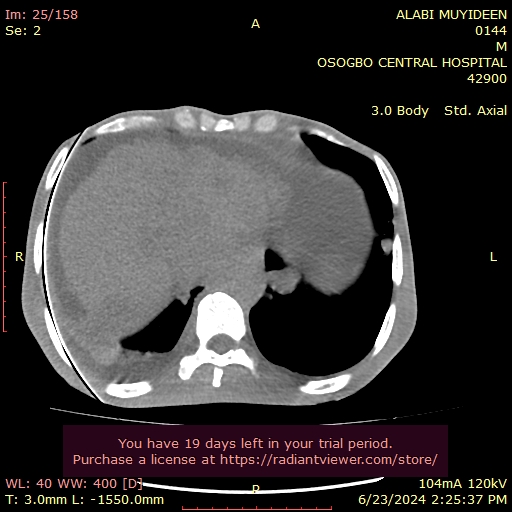 Im: 25/158
Se: 2
A
ALABI MUYIDEEN
0144
M
OSOGBO CENTRAL HOSPITAL
42900
3.0 Body Std. Axial
R
L
You have 19 days left in your trial period.
Purchase a license at https://radiantviewer.com/store/
WL: 40 WW: 400 [D]
T: 3.0mm L: -1550.0mm
P
104mA 120kV
6/23/2024 2:25:37 PM